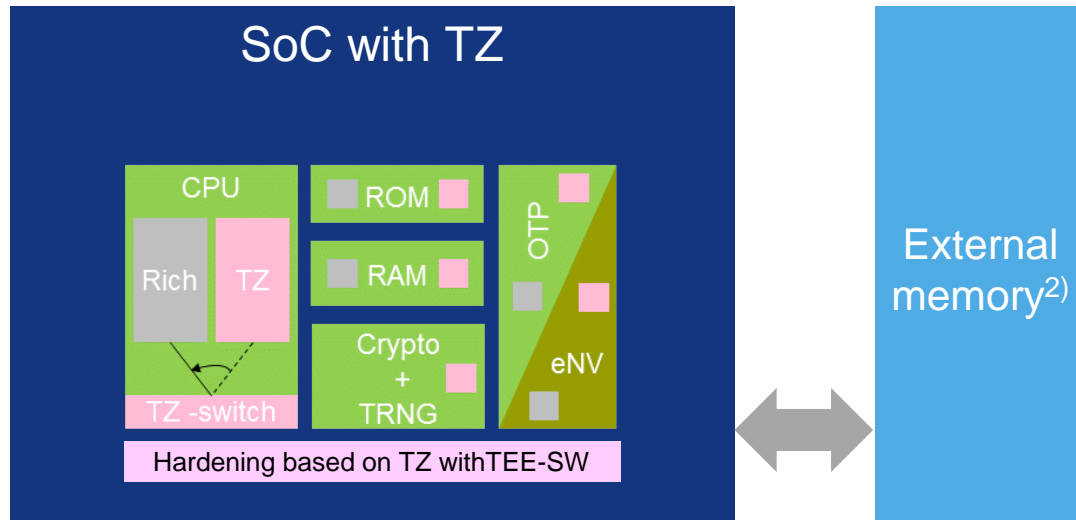 SoC with TZ
CPU
Rich
TZ
TZ -switch
ROM
RAM
Crypto
+
TRNG
OTP
eNV
Hardening based on TZ withTEE-SW
External
memory2)